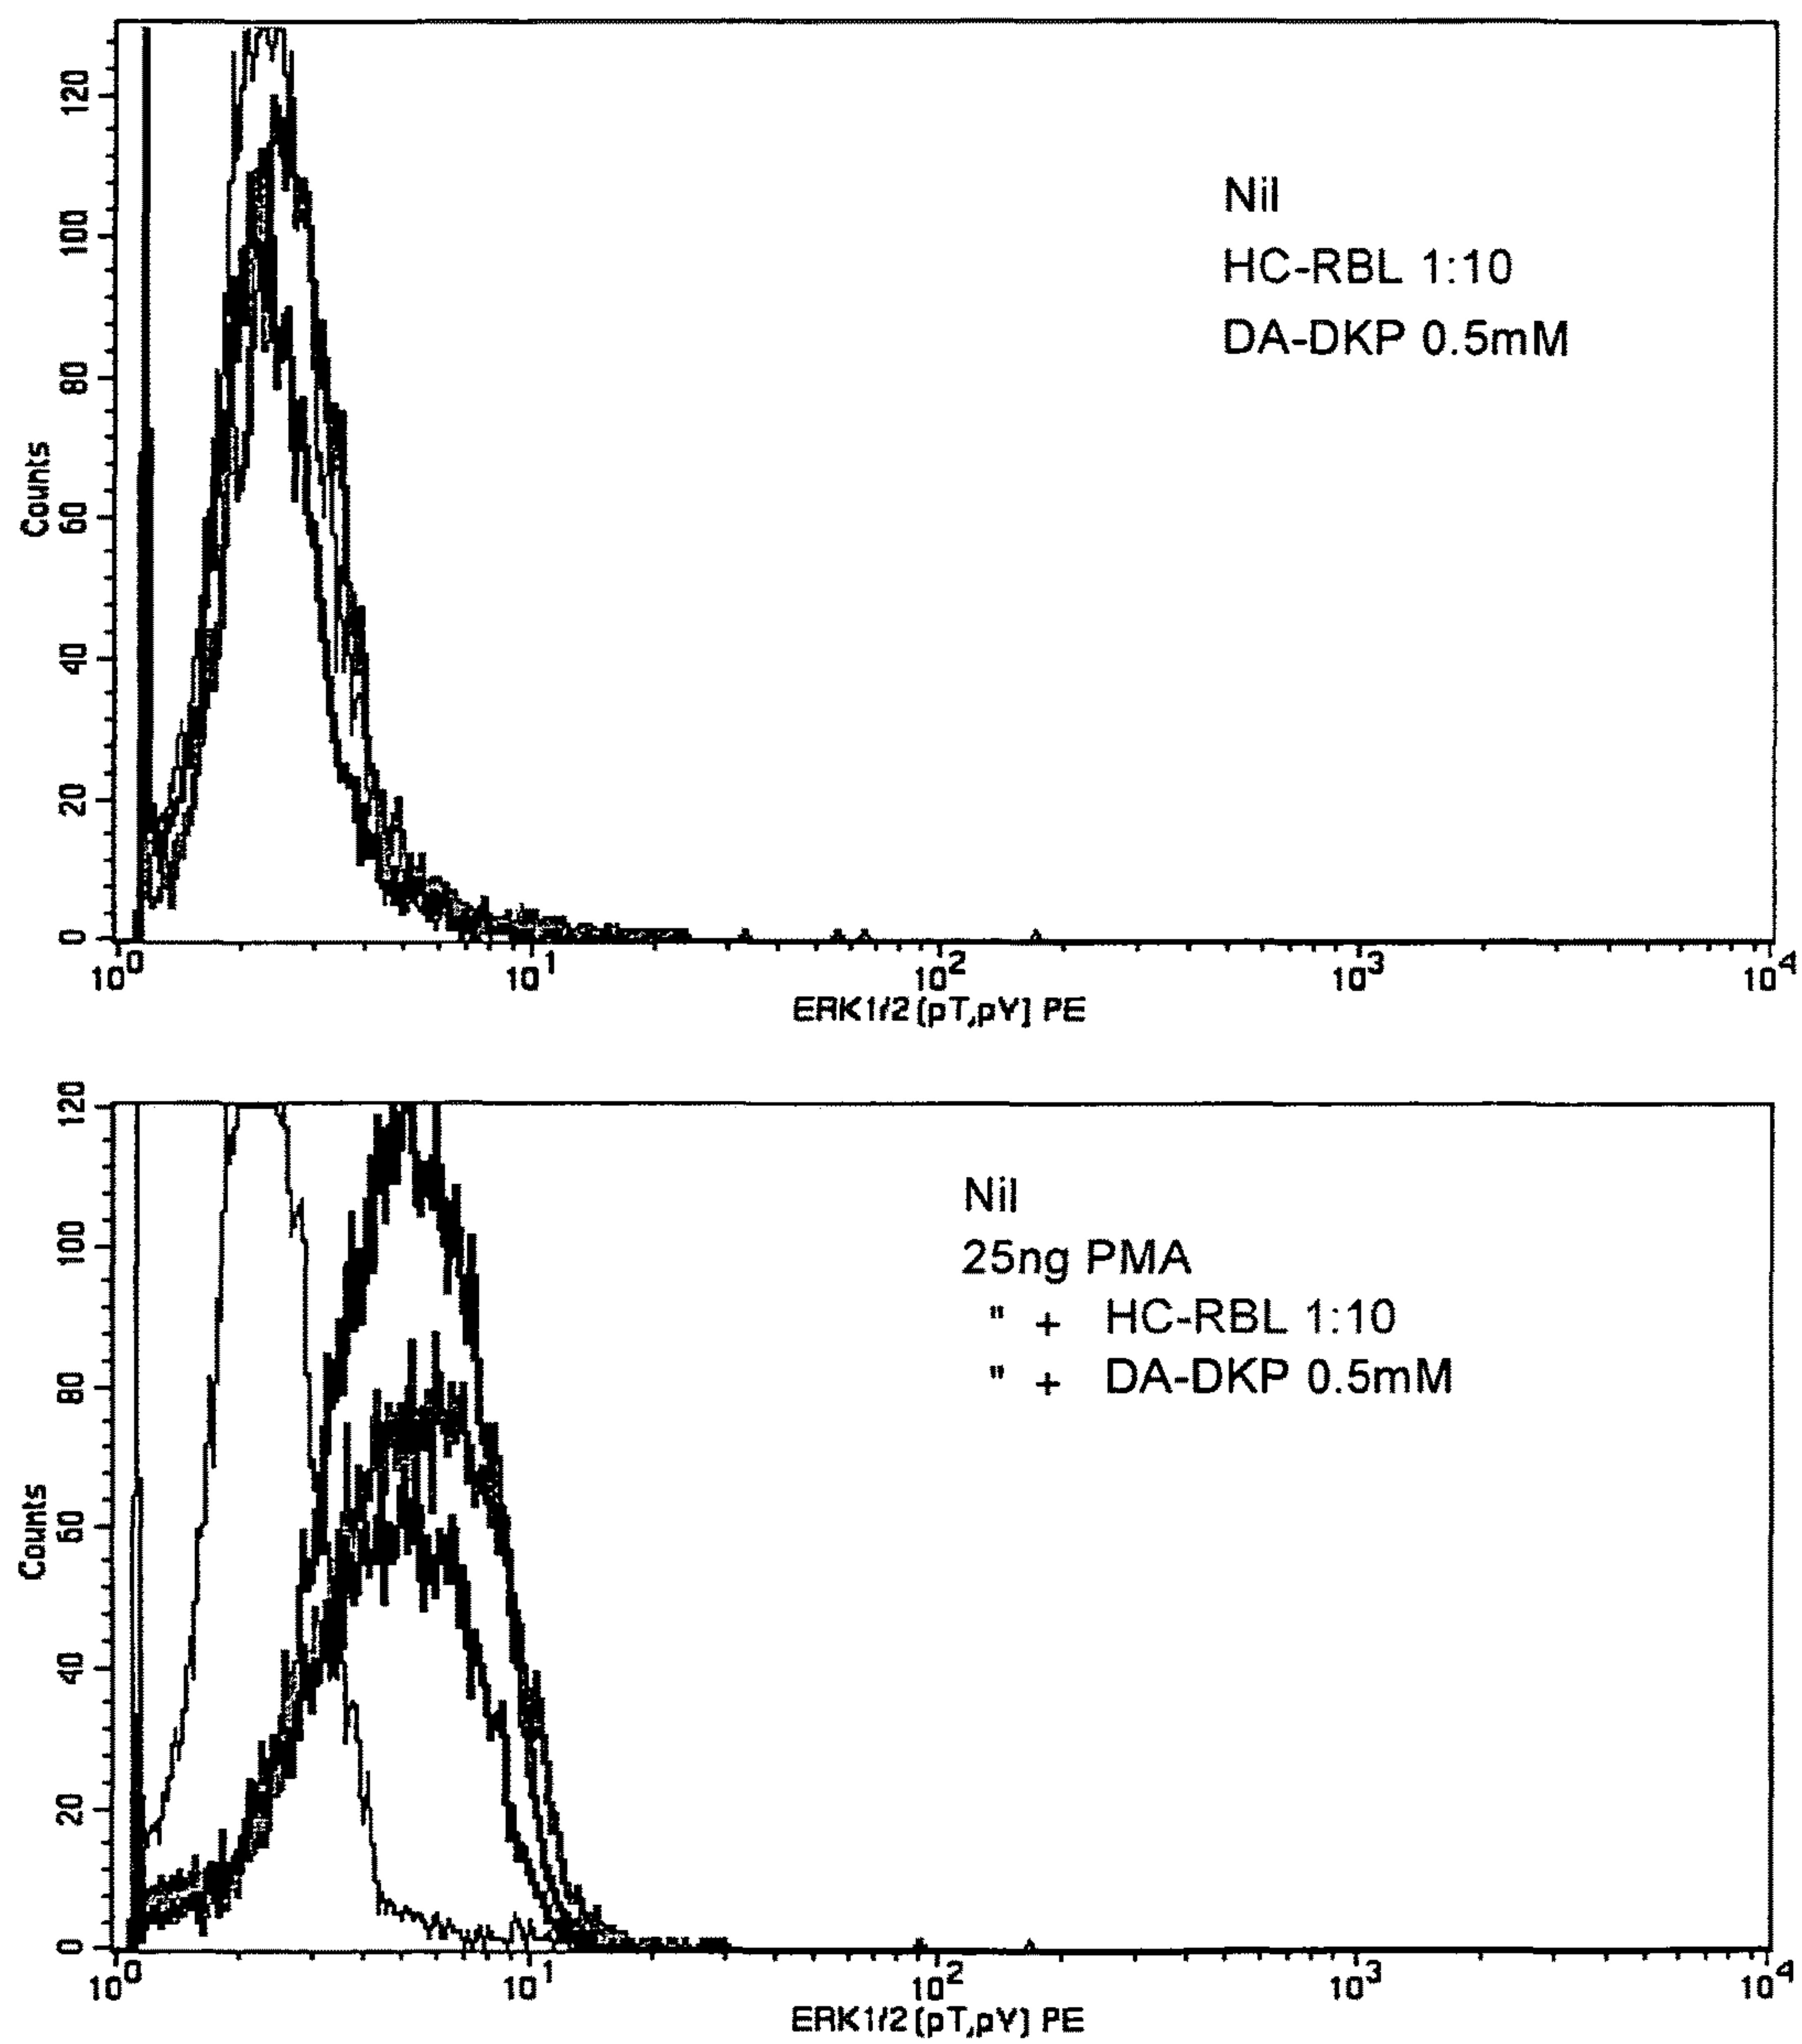 120
100
80
60
40
20
0
Counts
Nil
HC-RBL 1:10
DA-DKP 0.5mM
10⁰ 10¹ 10² 10³ 10⁴
ERK1/2 (pT,pY) PE
120
100
80
60
40
20
0
Counts
Nil
25ng PMA
" + HC-RBL 1:10
" + DA-DKP 0.5mM
10⁰ 10¹ 10² 10³ 10⁴
ERK1/2 (pT,pY) PE